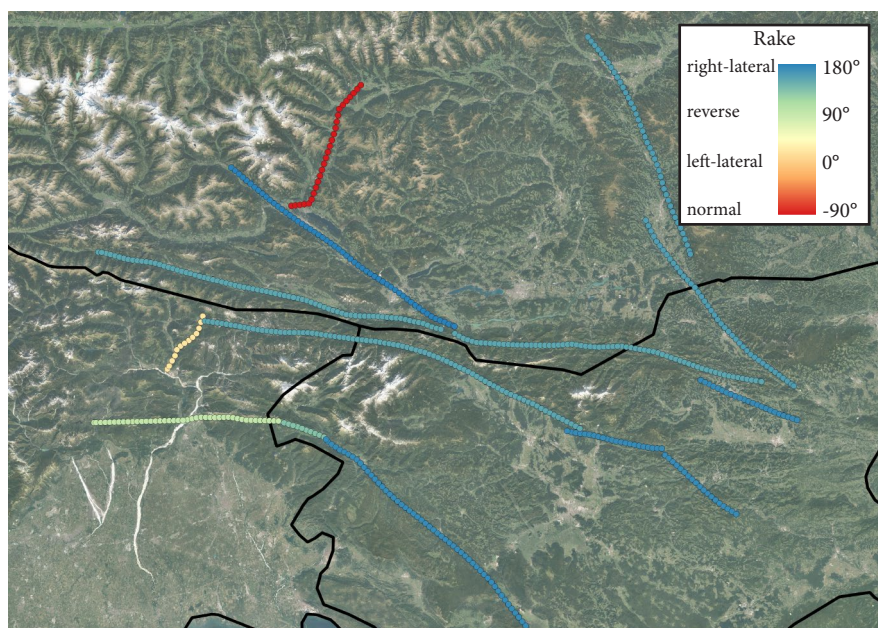 Rake
right-lateral 180°
reverse 90°
left-lateral 0°
normal -90°